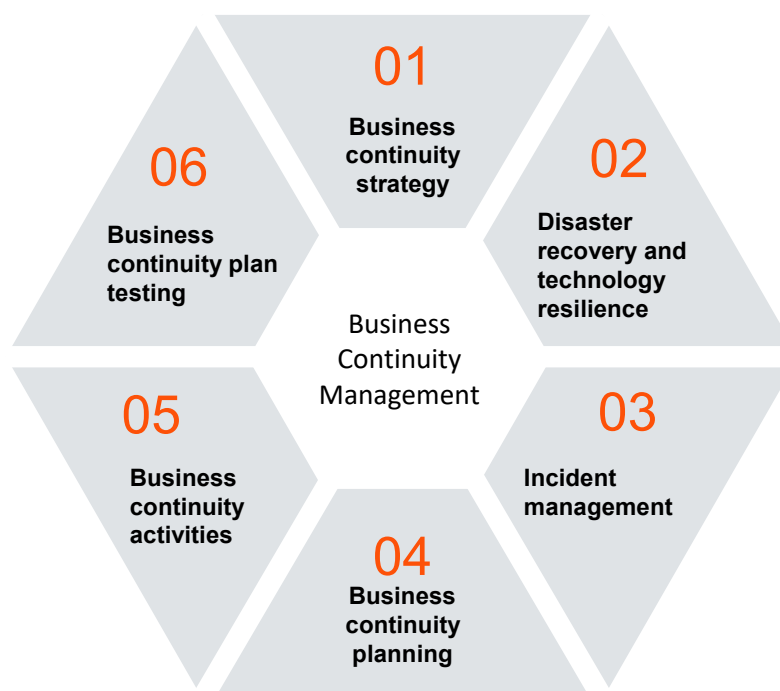 01
Business
continuity
strategy
02
Disaster
recovery and
technology
resilience
03
Incident
management
04
Business
continuity
planning
05
Business
continuity
activities
06
Business
continuity plan
testing
Business
Continuity
Management